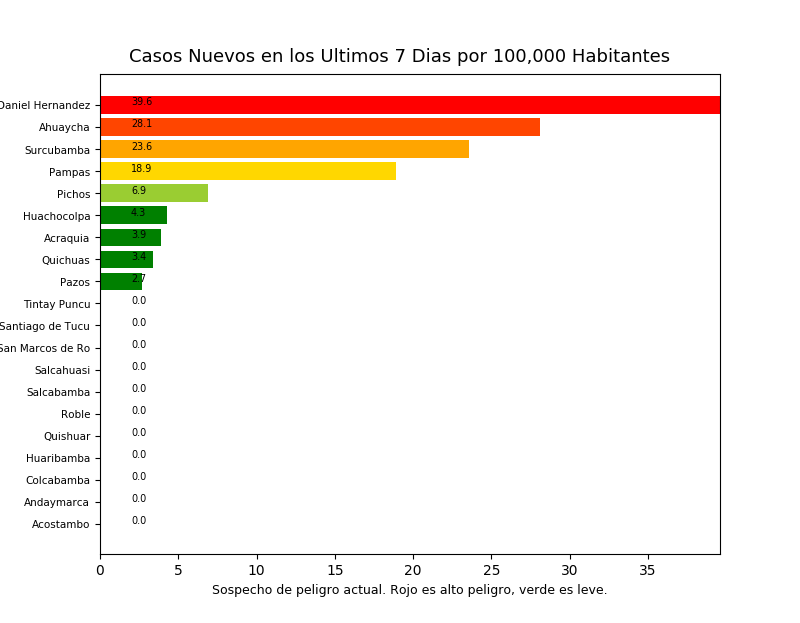 Casos Nuevos en los Ultimos 7 Dias por 100,000 Habitantes
Daniel Hernandez 39.6
Ahuaycha 28.1
Surcubamba 23.6
Pampas 18.9
Pichos 6.9
Huachocolpa 4.3
Acraquia 3.9
Quichuas 3.4
Pazos 2.7
Tintay Puncu 0.0
Santiago de Tucu 0.0
San Marcos de Ro 0.0
Salcahuasi 0.0
Salcabamba 0.0
Roble 0.0
Quishuar 0.0
Huaribamba 0.0
Colcabamba 0.0
Andaymarca 0.0
Acostambo 0.0
0 5 10 15 20 25 30 35
Sospecho de peligro actual. Rojo es alto peligro, verde es leve.